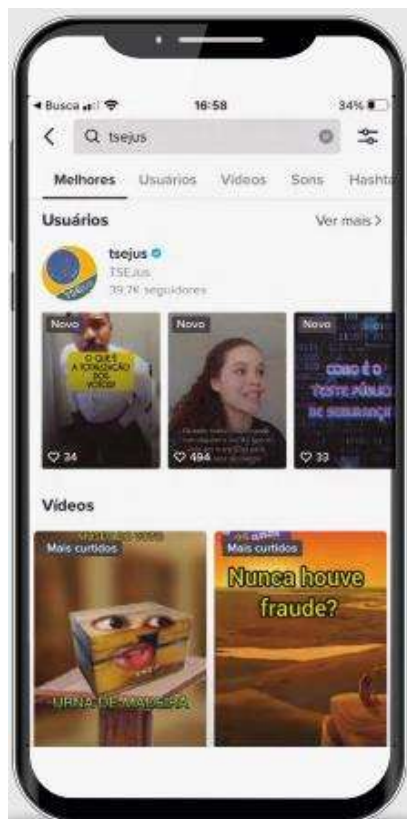 ◀ Busca
16:58
34%
tsejus
Melhores
Usuários
Vídeos
Sons
Hashta
Usuários
Ver mais >
tsejus
TSEJus
39.7K seguidores
Novo
O QUE É
A TOTALIZAÇÃO
DOS
VOTOS?
34
Novo
494
Novo
COMO É O
TESTE PÚBLICO
DE SEGURANÇA
33
Vídeos
Mais curtidos
URNA DE MADEIRA
Mais curtidos
Nunca houve
fraude?